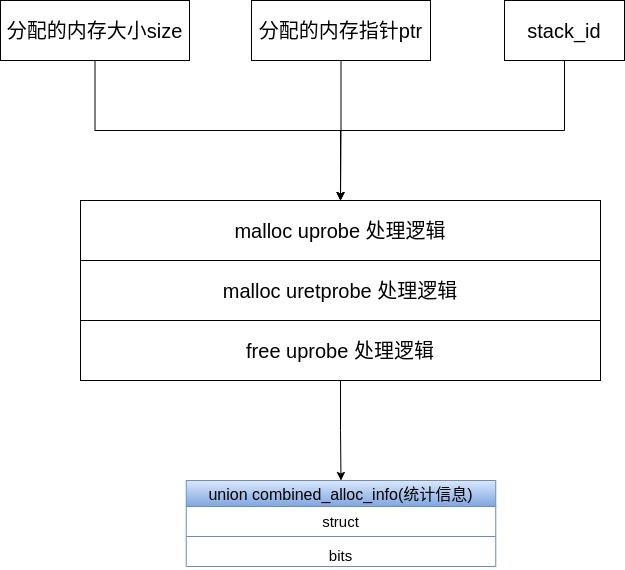 分配的内存大小size
分配的内存指针ptr
stack_id
malloc uprobe 处理逻辑
malloc uretprobe 处理逻辑
free uprobe 处理逻辑
union combined_alloc_info(统计信息)
struct
bits